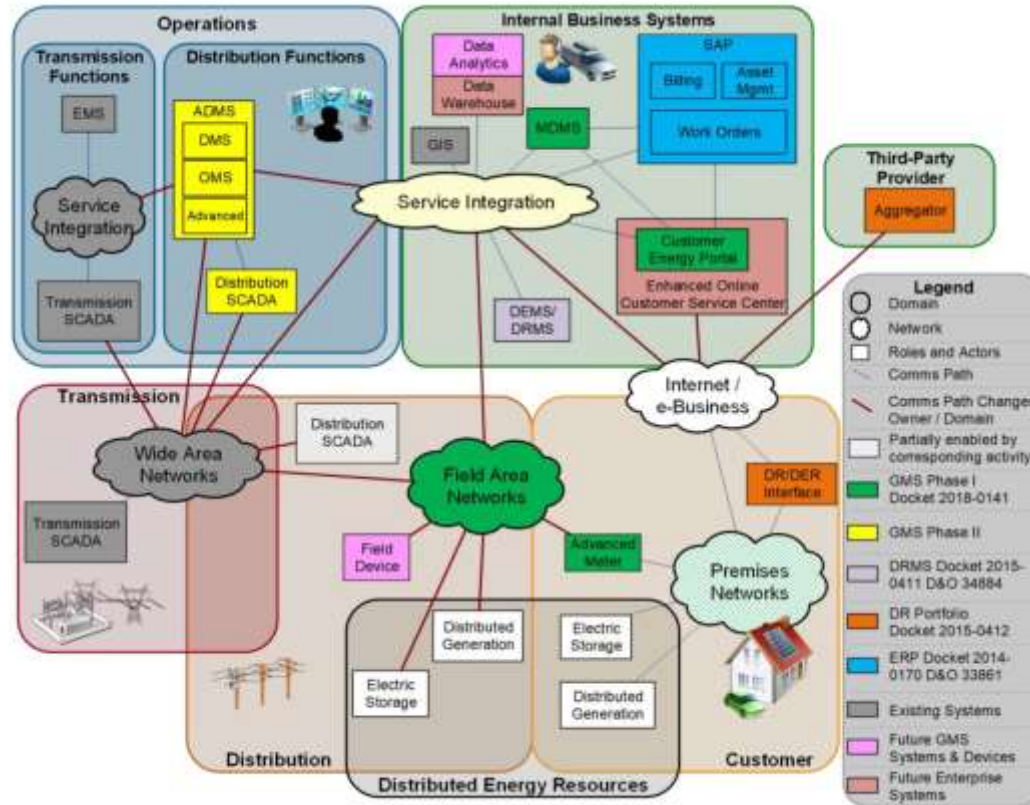 Operations
Transmission
Functions
EMS
Service
Integration
Transmission
SCADA
Distribution Functions
ADMS
DMS
OMS
Advanced
Distribution
SCADA
Internal Business Systems
Data
Analytics
Data
Warehouse
GIS
MDMS
SAP
Billing
Asset
Mgmt
Work Orders
Service Integration
Customer
Energy Portal
Enhanced Online
Customer Service Center
DEMS/
DRMS
Third-Party
Provider
Aggregator
Internet /
e-Business
Transmission
Wide Area
Networks
Transmission
SCADA
Distribution
SCADA
Field Area
Networks
Field
Device
Advanced
Meter
DR/DER
Interface
Premises
Networks
Distributed
Generation
Electric
Storage
Electric
Storage
Distributed
Generation
Distribution
Customer
Distributed Energy Resources
Legend
Domain
Network
Roles and Actors
Comms Path
Comms Path Changes
Owner / Domain
Partially enabled by
corresponding activity
GMS Phase I
Docket 2018-0141
GMS Phase II
DRMS Docket 2015-
0411 D&O 34884
DR Portfolio
Docket 2015-0412
ERP Docket 2014-
0170 D&O 33861
Existing Systems
Future GMS
Systems & Devices
Future Enterprise
Systems